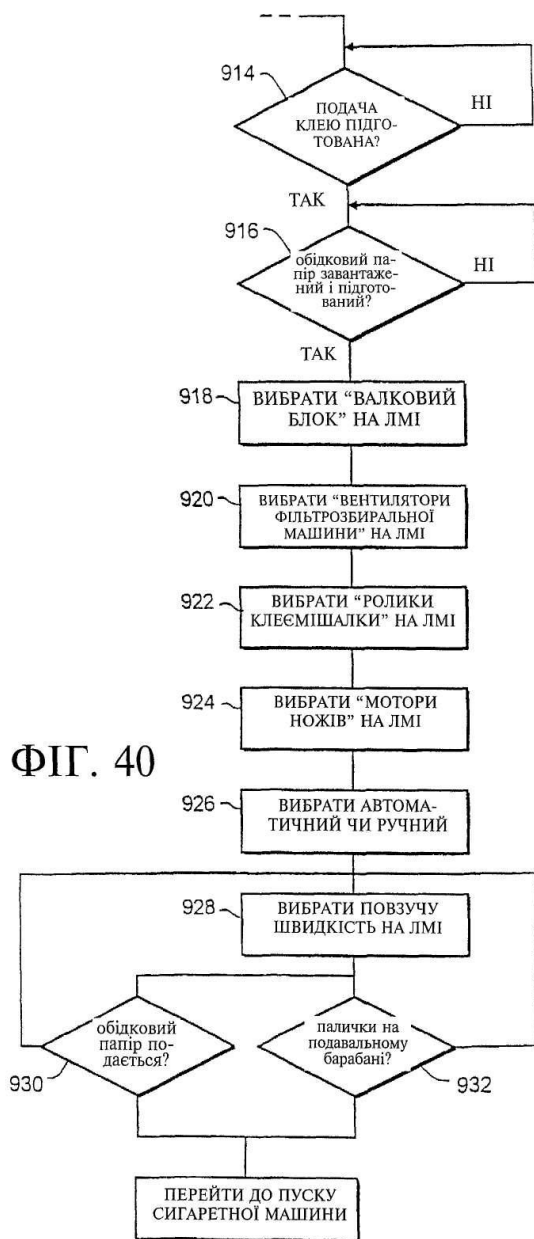 914
ПОДАЧА
КЛЕЮ ПІДГО-
ТОВАНА?
НІ
ТАК
916
обідковий па-
пір завантаже-
ний і підгото-
ваний?
НІ
ТАК
918
ВИБРАТИ “ВАЛКОВИЙ
БЛОК” НА ЛМІ
920
ВИБРАТИ “ВЕНТИЛЯТОРИ
ФІЛЬТРОЗБИРАЛЬНОЇ
МАШИНИ” НА ЛМІ
922
ВИБРАТИ “РОЛИКИ
КЛЕЄМІШАЛКИ” НА ЛМІ
924
ВИБРАТИ “МОТОРИ
НОЖІВ” НА ЛМІ
ФІГ. 40
926
ВИБРАТИ АВТОМА-
ТИЧНИЙ ЧИ РУЧНИЙ
928
ВИБРАТИ ПОВЗУЧУ
ШВИДКІСТЬ НА ЛМІ
обідковий
папір по-
дається?
930
палички на
подавальному
барабані?
932
ПЕРЕЙТИ ДО ПУСКУ
СИГАРЕТНОЇ МАШИНИ